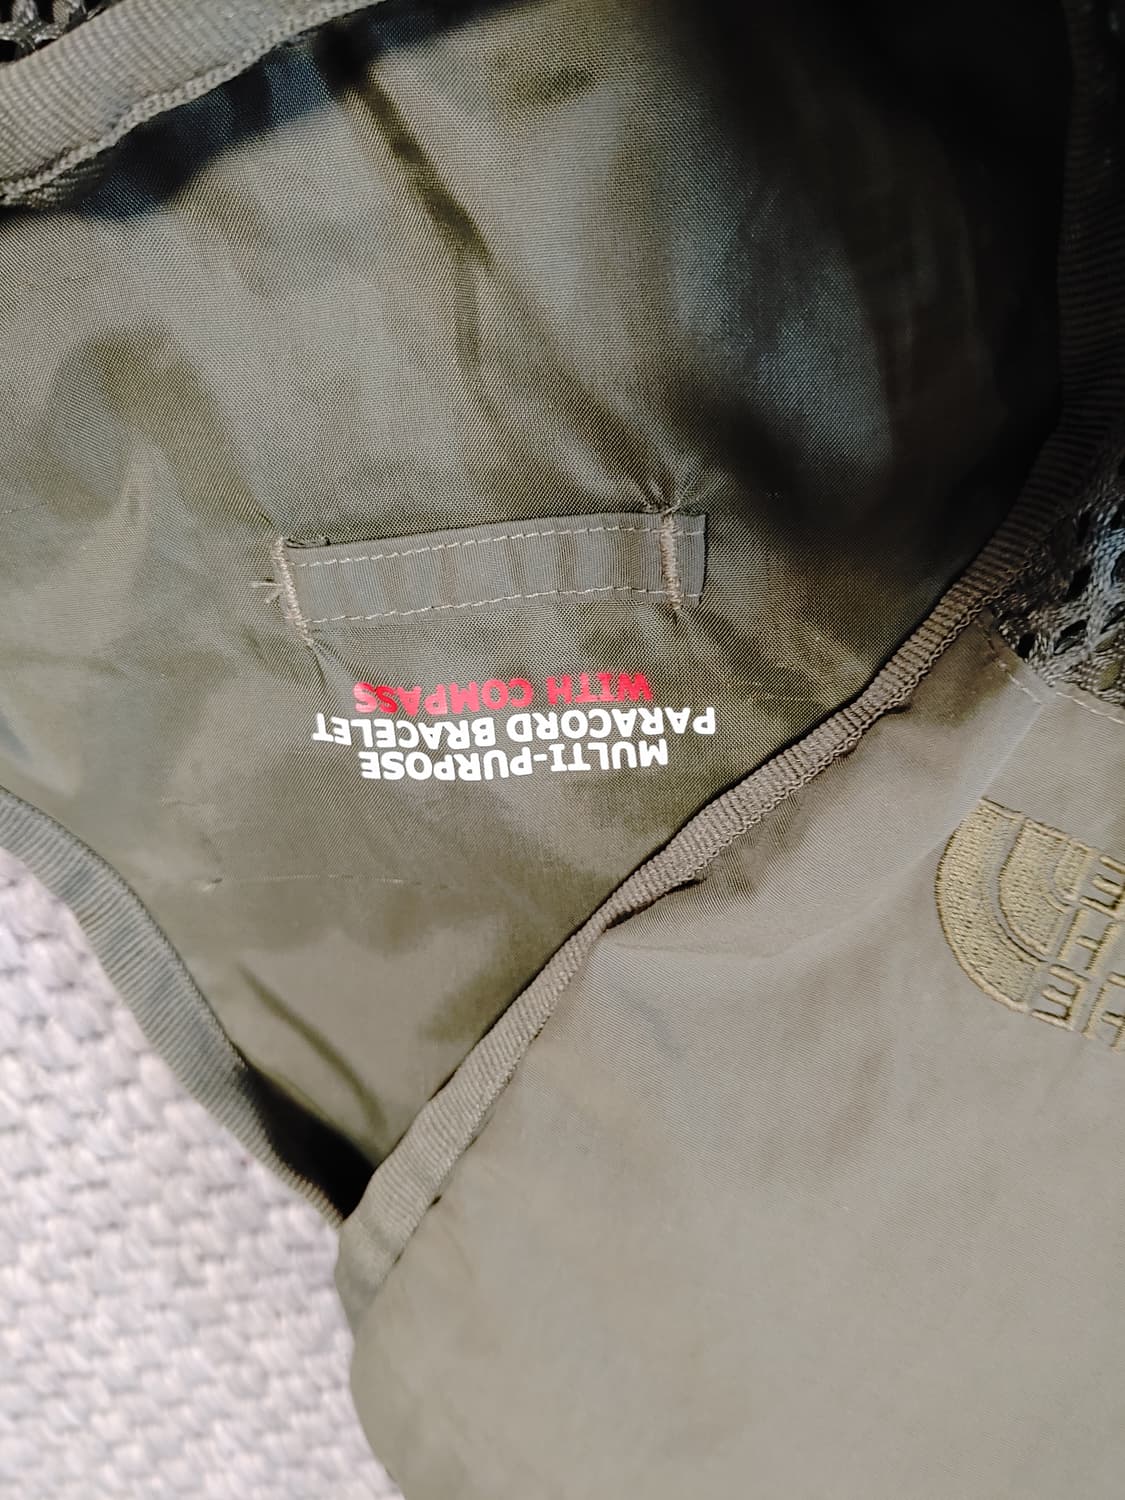 MULTI-PURPOSE
PARACORD BRACELET
WITH COMPASS